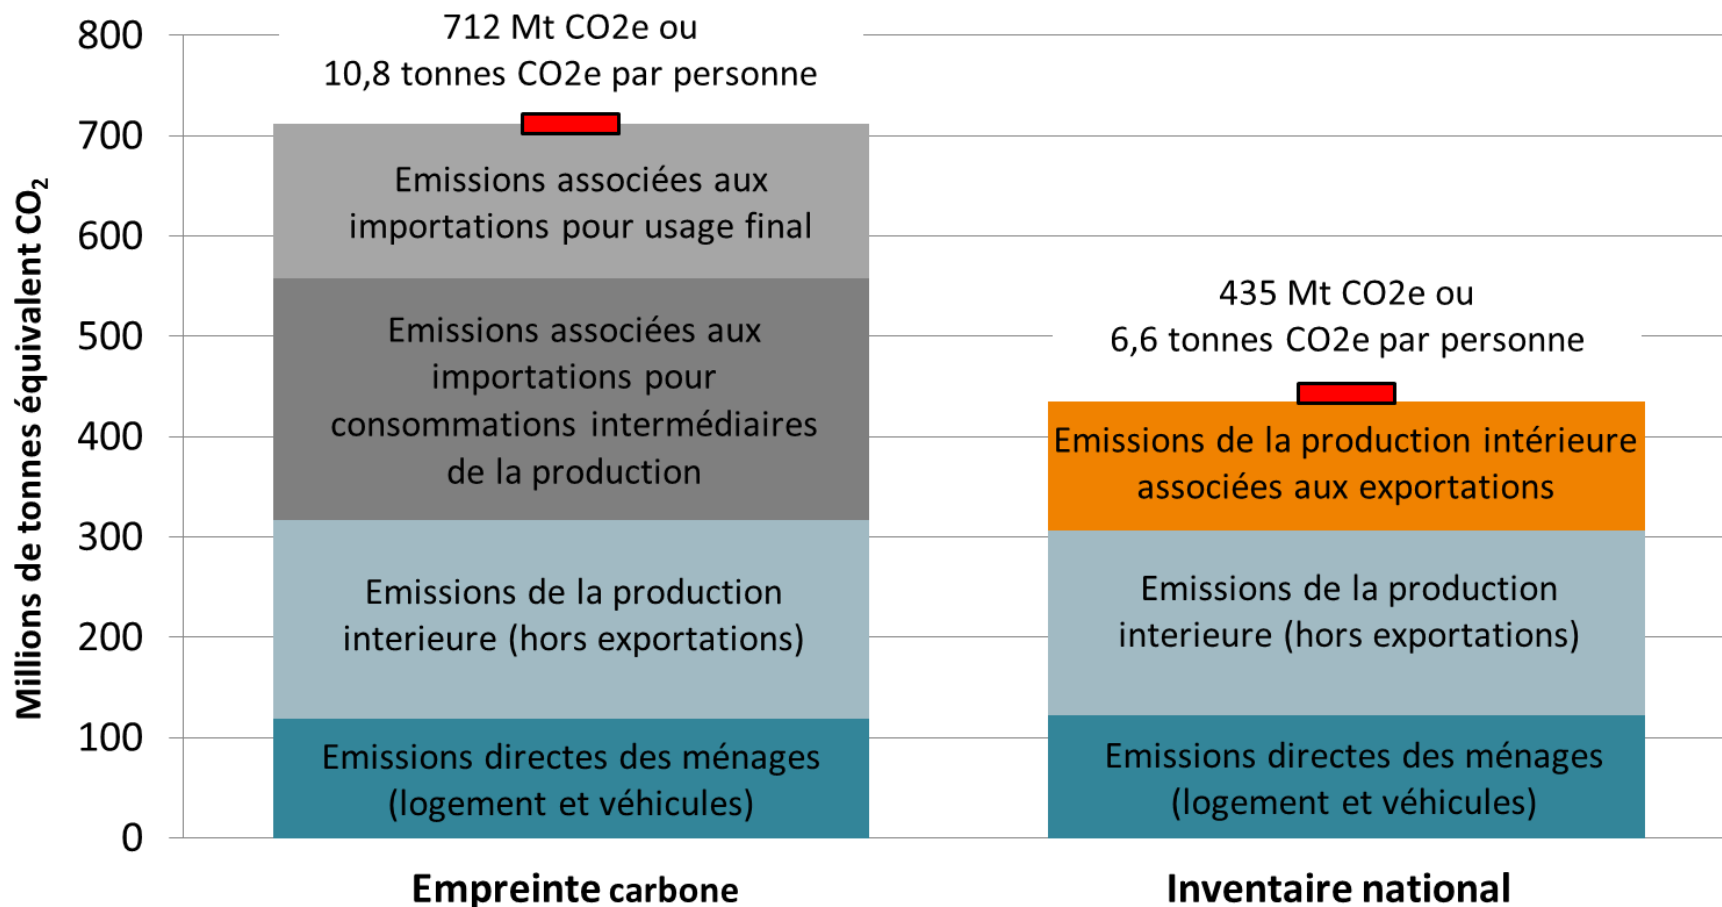 Millions de tonnes équivalent CO₂
800
700
600
500
400
300
200
100
0
712 Mt CO2e ou
10,8 tonnes CO2e par personne
Emissions associées aux
importations pour usage final
Emissions associées aux
importations pour
consommations intermédiaires
de la production
Emissions de la production
interieure (hors exportations)
Emissions directes des ménages
(logement et véhicules)
Empreinte carbone
435 Mt CO2e ou
6,6 tonnes CO2e par personne
Emissions de la production intérieure
associées aux exportations
Emissions de la production
interieure (hors exportations)
Emissions directes des ménages
(logement et véhicules)
Inventaire national